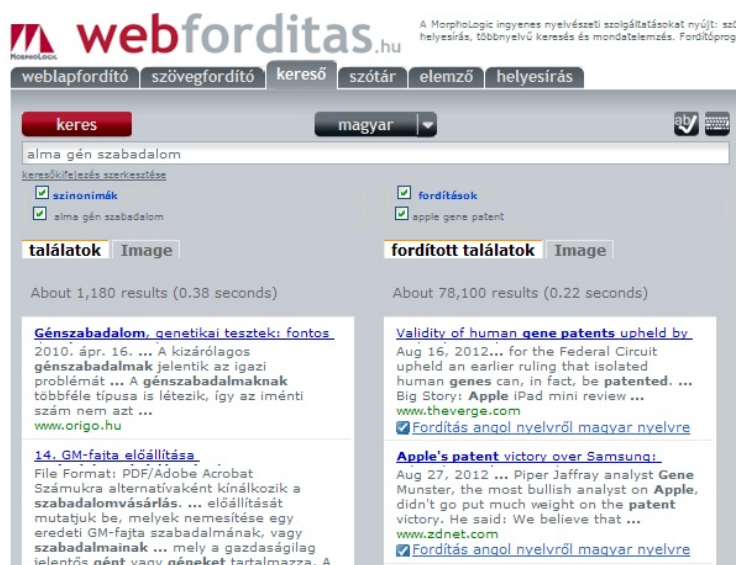 webforditas.hu
MorphoLogic
A MorphoLogic ingyenes nyelvészeti szolgáltatásokat nyújt:
helyesírás, többnyelvű keresés és mondatelemzés.
weblapfordító szövegfordító kereső szótár elemző helyesírás
keres magyar
alma gén szabadalom
keresőkifejezés szerkesztése
szinonimák
alma gén szabadalom
fordítások
apple gene patent
találatok Image
About 1,180 results (0.38 seconds)
Génszabadalom, genetikai tesztek: fontos
2010. ápr. 16. ... A kizárólagos
génszabadalmak jelentik az igazi
problémát ... A génszabadalmaknak
többféle típusa is létezik, így az iménti
szám nem azt ...
www.origo.hu
14. GM-fajta előállítása
File Format: PDF/Adobe Acrobat
Számukra alternatívaként kínálkozik a
szabadalomvásárlás. ... előállítását
mutatjuk be, melyek nemesítése egy
eredeti GM-fajta szabadalmának, vagy
szabadalmainak ... mely a gazdaságilag
jelentős gént vagy géneket tartalmazza. A
fordított találatok Image
About 78,100 results (0.22 seconds)
Validity of human gene patents upheld by
Aug 16, 2012... for the Federal Circuit
upheld an earlier ruling that isolated
human genes can, in fact, be patented. ...
Big Story: Apple iPad mini review ...
www.theverge.com
Fordítás angol nyelvről magyar nyelvre
Apple's patent victory over Samsung:
Aug 27, 2012 ... Piper Jaffray analyst Gene
Munster, the most bullish analyst on Apple,
didn't go put much weight on the patent
victory. He said: We believe that ...
www.zdnet.com
Fordítás angol nyelvről magyar nyelvre